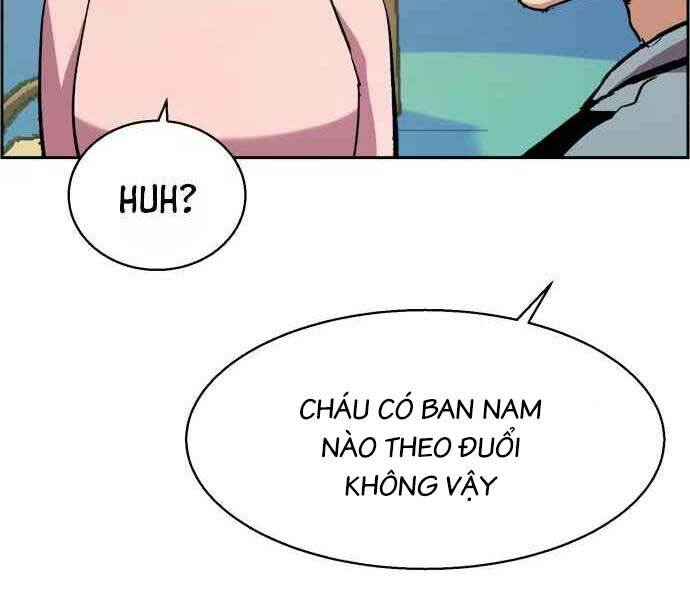 HUH?
CHÁU CÓ BAN NAM
NÀO THEO ĐUỔI
KHÔNG VẬY